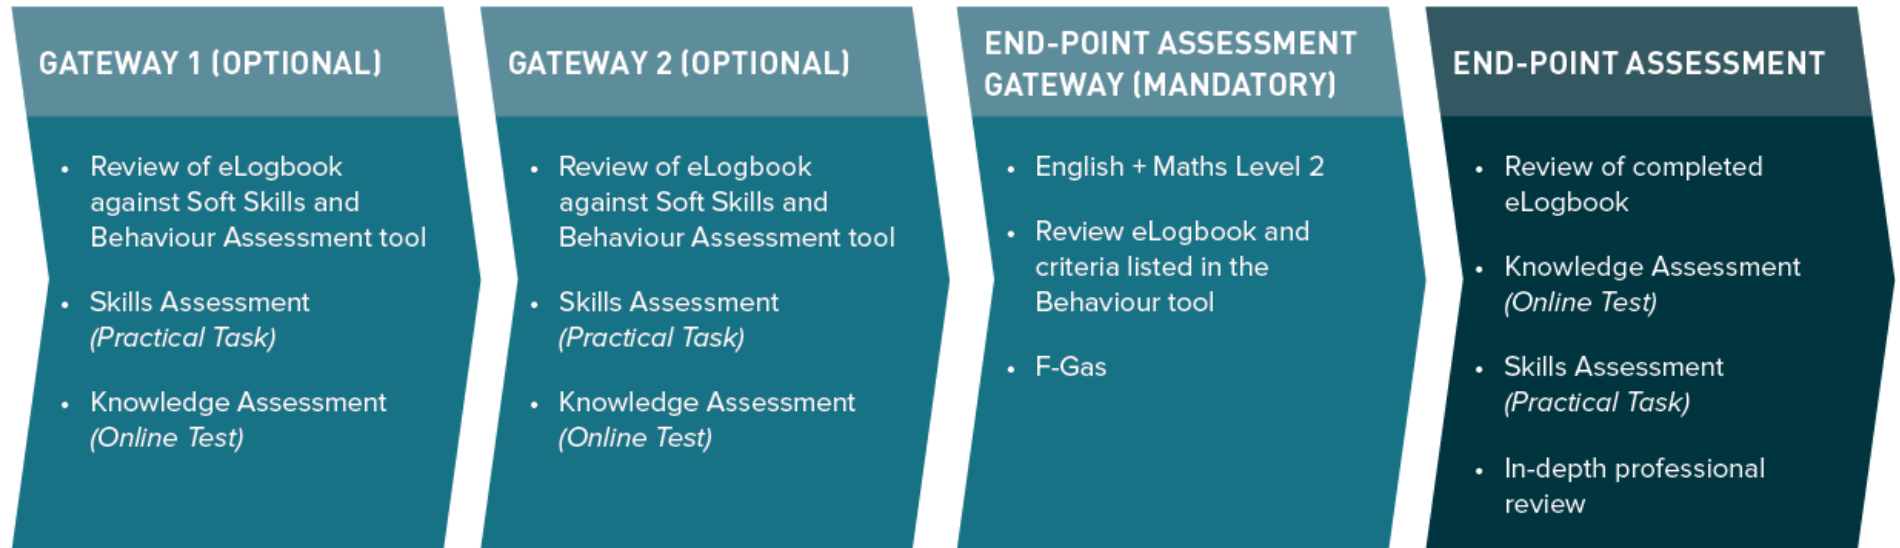 GATEWAY 1 (OPTIONAL)
• Review of eLogbook
against Soft Skills and
Behaviour Assessment tool
• Skills Assessment
(Practical Task)
• Knowledge Assessment
(Online Test)
GATEWAY 2 (OPTIONAL)
• Review of eLogbook
against Soft Skills and
Behaviour Assessment tool
• Skills Assessment
(Practical Task)
• Knowledge Assessment
(Online Test)
END-POINT ASSESSMENT
GATEWAY (MANDATORY)
• English + Maths Level 2
• Review eLogbook and
criteria listed in the
Behaviour tool
• F-Gas
END-POINT ASSESSMENT
• Review of completed
eLogbook
• Knowledge Assessment
(Online Test)
• Skills Assessment
(Practical Task)
• In-depth professional
review